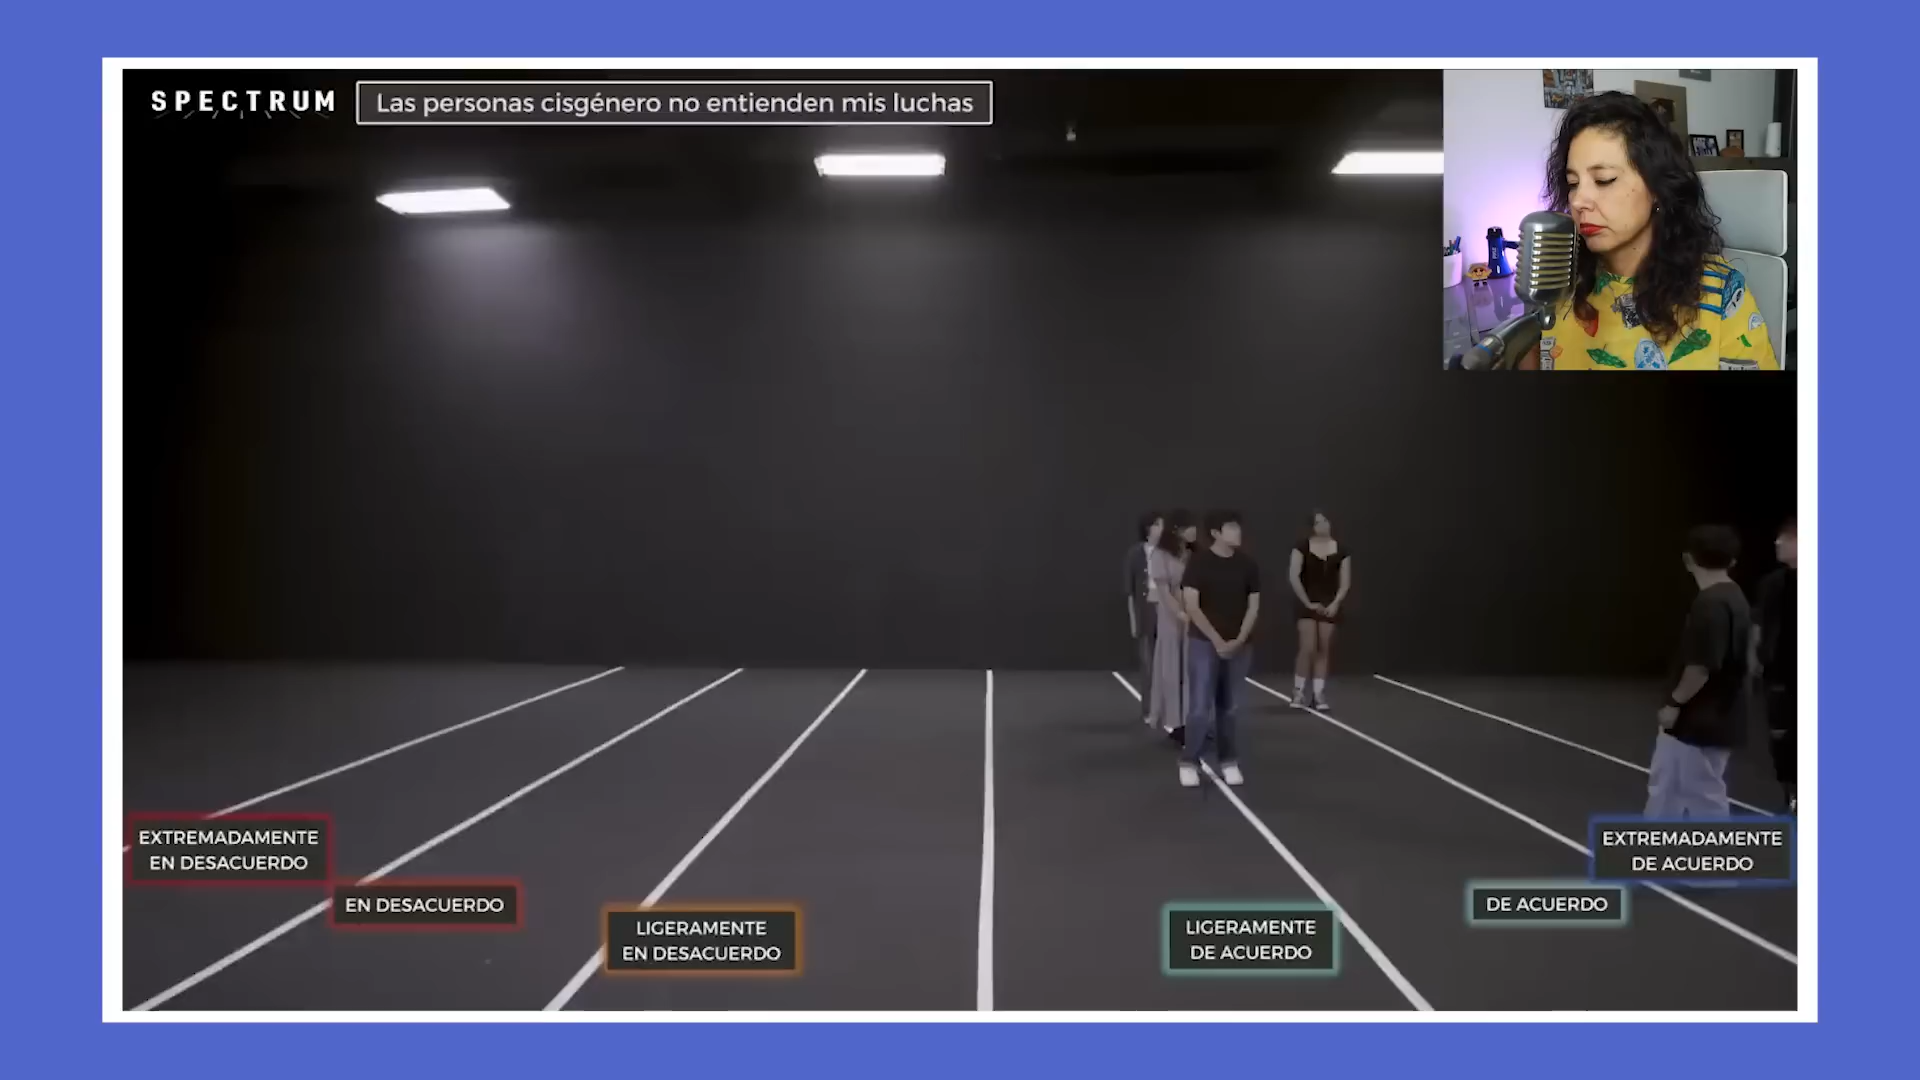 SPECTRUM
Las personas cisgénero no entienden mis luchas
EXTREMADAMENTE
EN DESACUERDO
EN DESACUERDO
LIGERAMENTE
EN DESACUERDO
LIGERAMENTE
DE ACUERDO
DE ACUERDO
EXTREMADAMENTE
DE ACUERDO